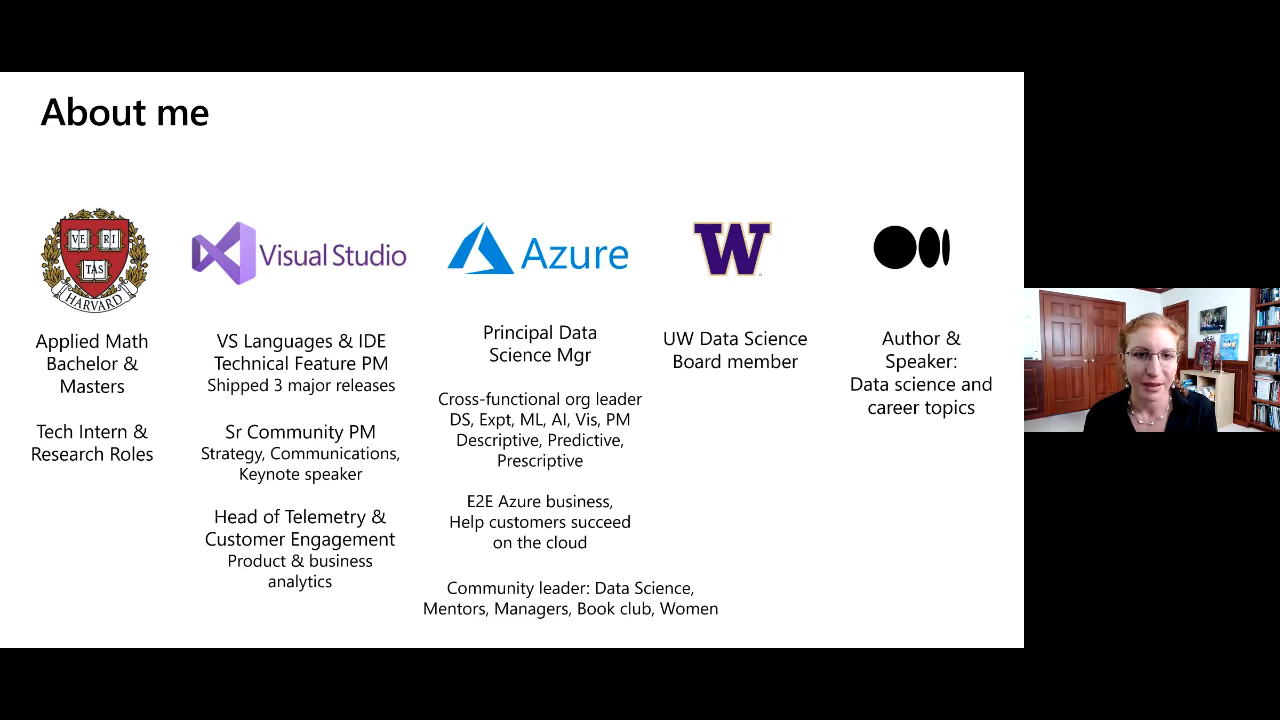 About me
VE RI
TAS
HARVARD
Applied Math
Bachelor &
Masters
Tech Intern &
Research Roles
Visual Studio
VS Languages & IDE
Technical Feature PM
Shipped 3 major releases
Sr Community PM
Strategy, Communications,
Keynote speaker
Head of Telemetry &
Customer Engagement
Product & business
analytics
Azure
Principal Data
Science Mgr
Cross-functional org leader
DS, Expt, ML, AI, Vis, PM
Descriptive, Predictive,
Prescriptive
E2E Azure business,
Help customers succeed
on the cloud
Community leader: Data Science,
Mentors, Managers, Book club, Women
W
UW Data Science
Board member
Author &
Speaker:
Data science and
career topics